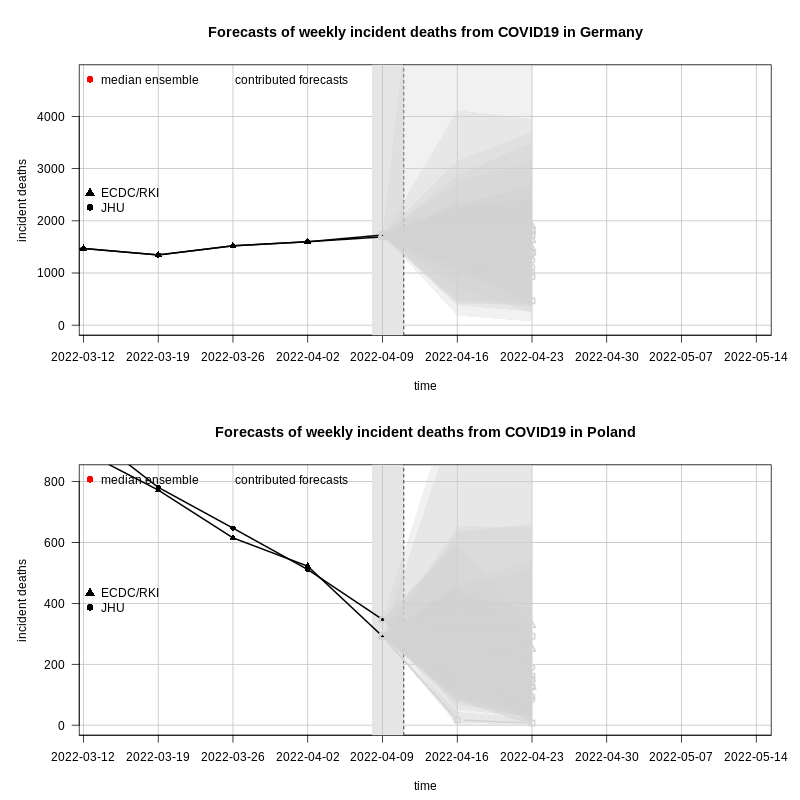 Forecasts of weekly incident deaths from COVID19 in Germany
median ensemble contributed forecasts
4000
3000
2000
1000
0
incident deaths
ECDC/RKI
JHU
2022-03-12 2022-03-19 2022-03-26 2022-04-02 2022-04-09 2022-04-16 2022-04-23 2022-04-30 2022-05-07 2022-05-14
time
Forecasts of weekly incident deaths from COVID19 in Poland
median ensemble contributed forecasts
800
600
400
200
0
incident deaths
ECDC/RKI
JHU
2022-03-12 2022-03-19 2022-03-26 2022-04-02 2022-04-09 2022-04-16 2022-04-23 2022-04-30 2022-05-07 2022-05-14
time